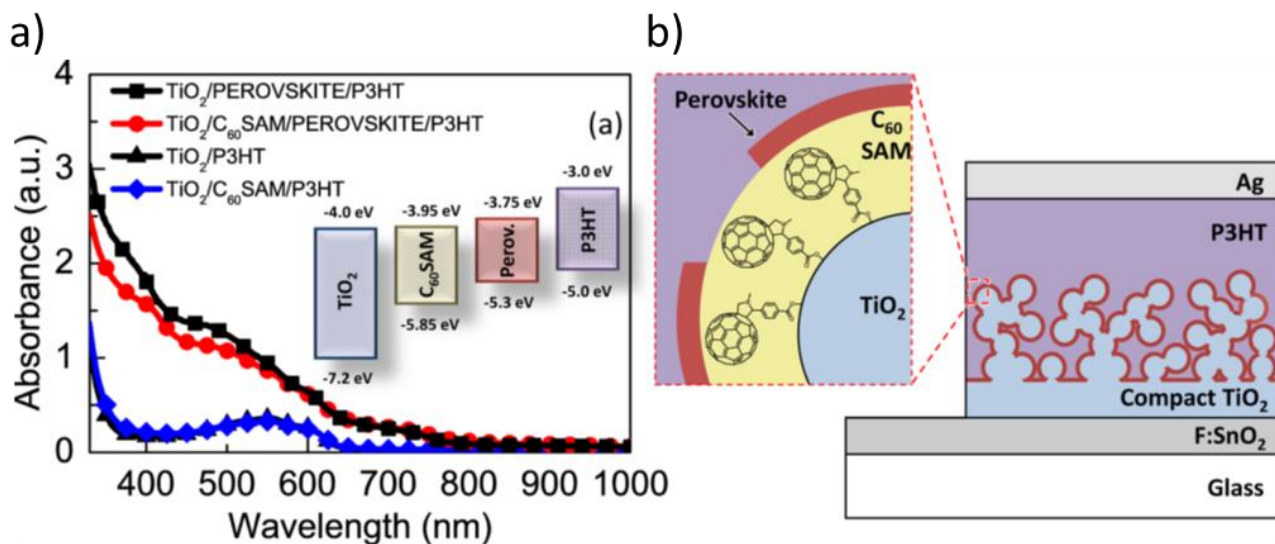 a)
b)
TiO2/PEROVSKITE/P3HT
TiO2/C60SAM/PEROVSKITE/P3HT
TiO2/P3HT
TiO2/C60SAM/P3HT
(a)
4
3
2
1
0
Absorbance (a.u.)
400 500 600 700 800 900 1000
Wavelength (nm)
-4.0 eV
TiO2
-7.2 eV
-3.95 eV
C60SAM
-5.85 eV
-3.75 eV
Perov.
-5.3 eV
-3.0 eV
P3HT
-5.0 eV
Perovskite
C60
SAM
TiO2
Ag
P3HT
Compact TiO2
F:SnO2
Glass